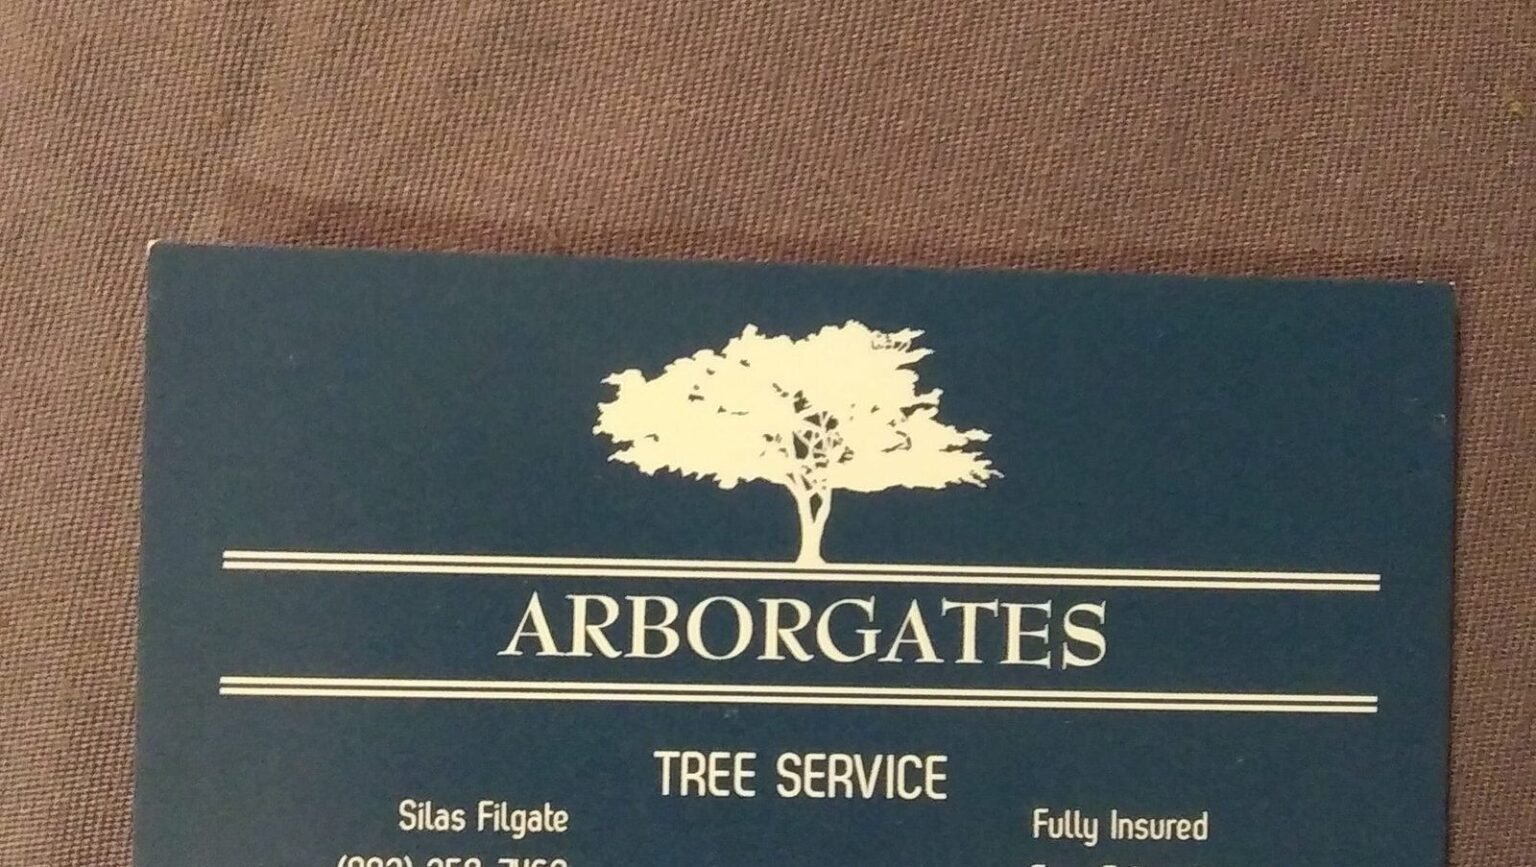 ARBORGATES
TREE SERVICE
Silas Filgate
Fully Insured